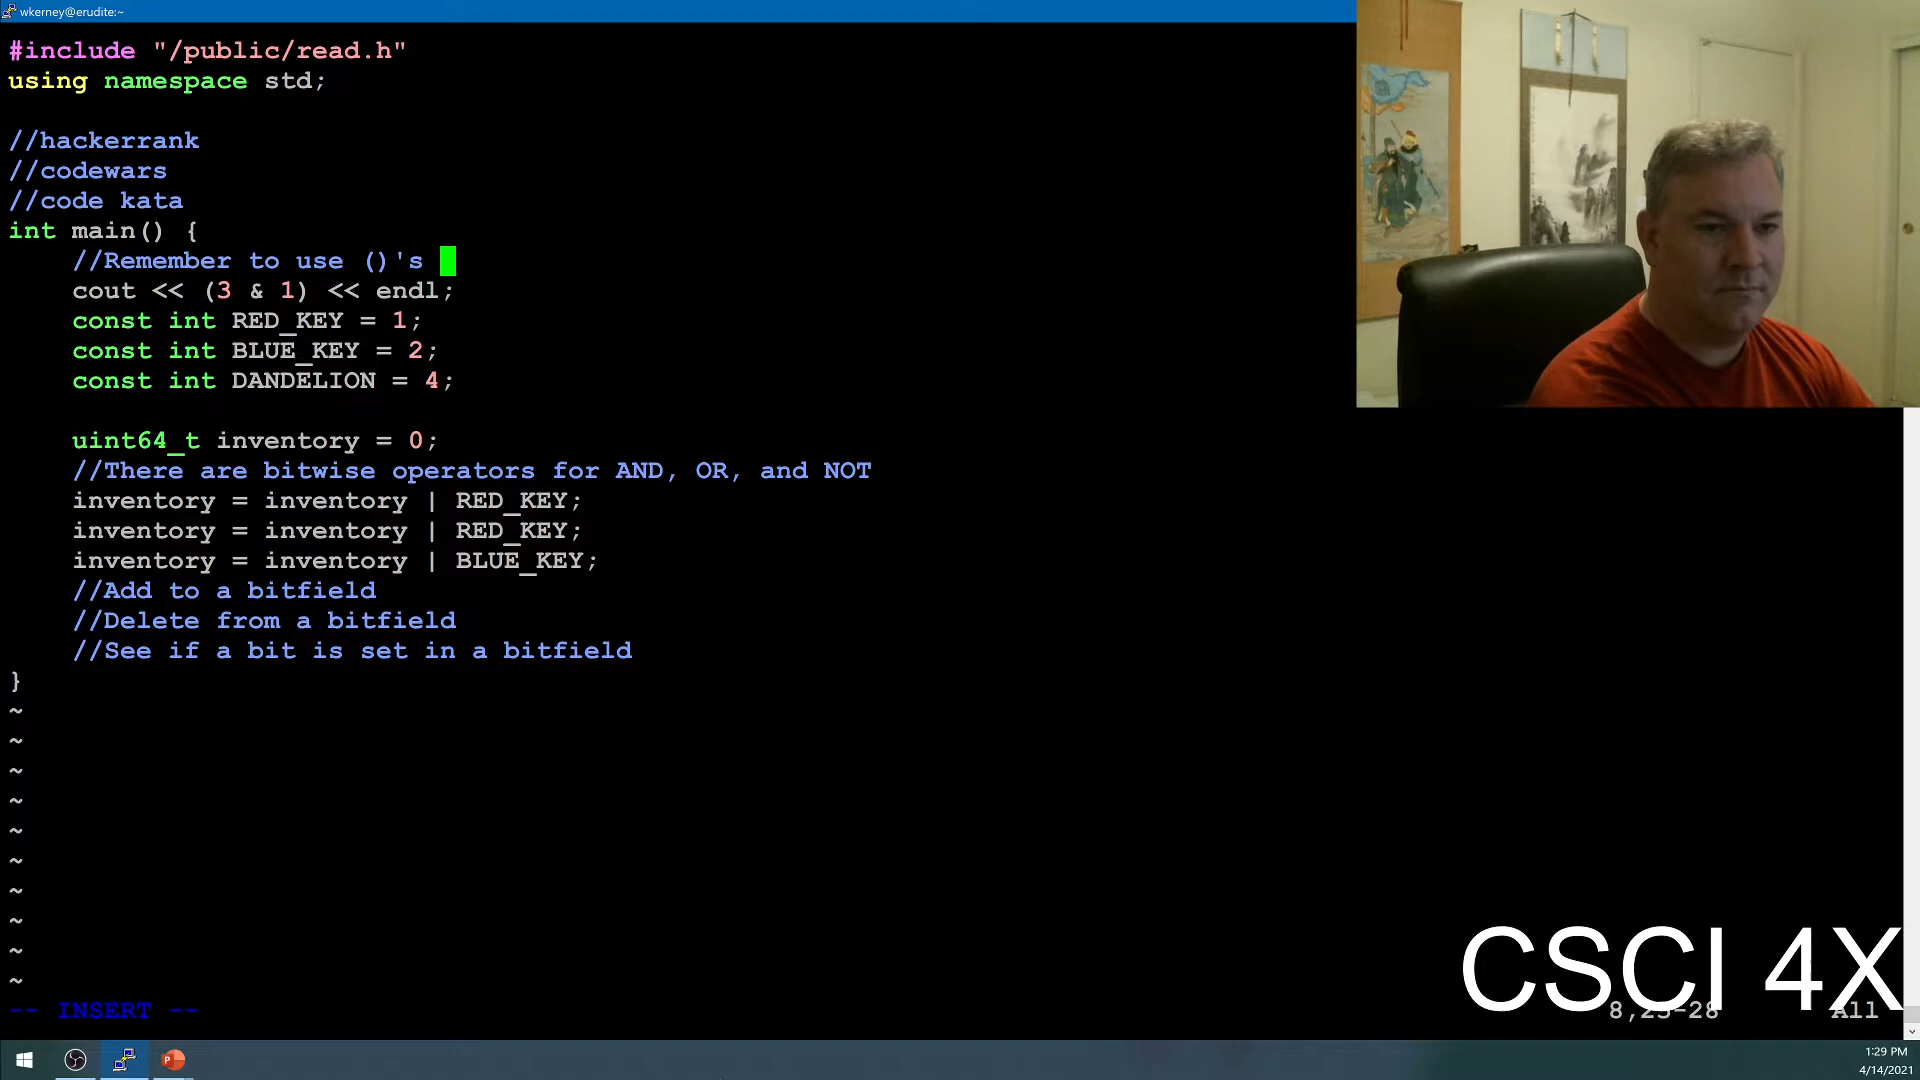 wkerney@erudite:~
#include "/public/read.h"
using namespace std;
//hackerrank
//codewars
//code kata
int main() {
//Remember to use ()'s
cout << (3 & 1) << endl;
const int RED_KEY = 1;
const int BLUE_KEY = 2;
const int DANDELION = 4;
uint64_t inventory = 0;
//There are bitwise operators for AND, OR, and NOT
inventory = inventory | RED_KEY;
inventory = inventory | RED_KEY;
inventory = inventory | BLUE_KEY;
//Add to a bitfield
//Delete from a bitfield
//See if a bit is set in a bitfield
}
~
~
~
~
~
~
~
~
~
~
CSCI 4X
-- INSERT --
All
1:29 PM
4/14/2021